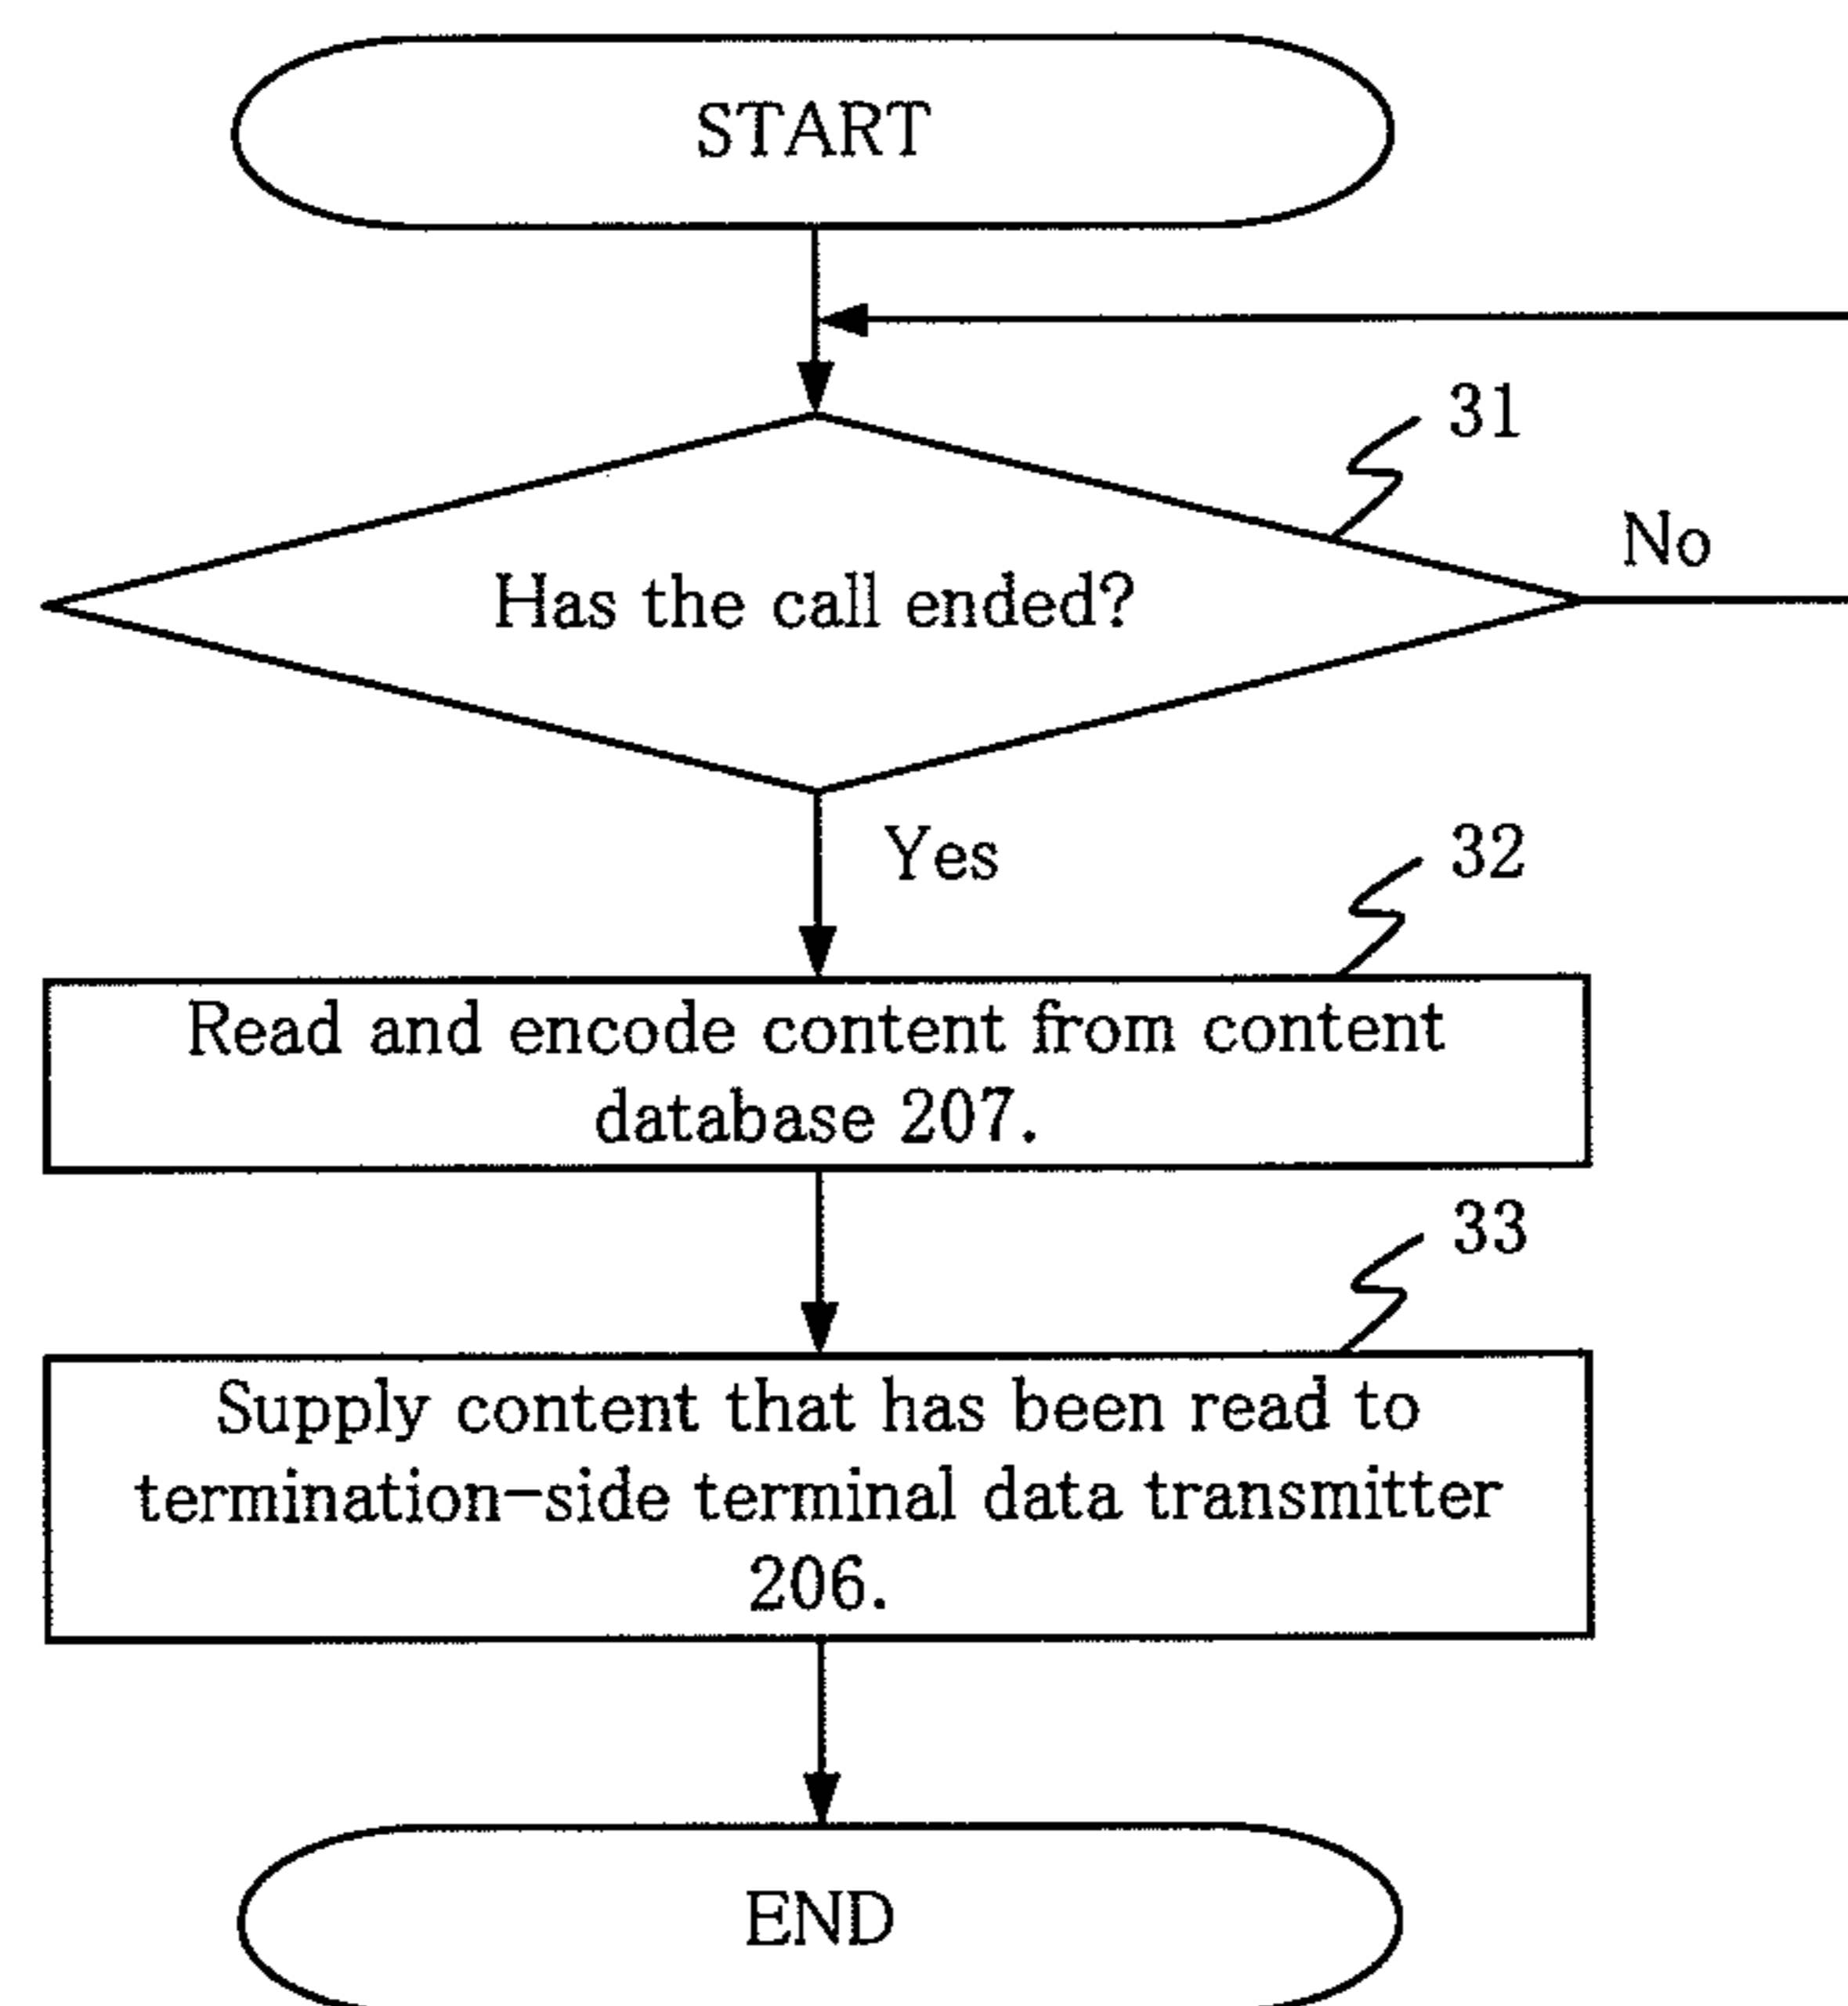 START
31
No
Has the call ended?
Yes
32
Read and encode content from content
database 207.
33
Supply content that has been read to
termination-side terminal data transmitter
206.
END